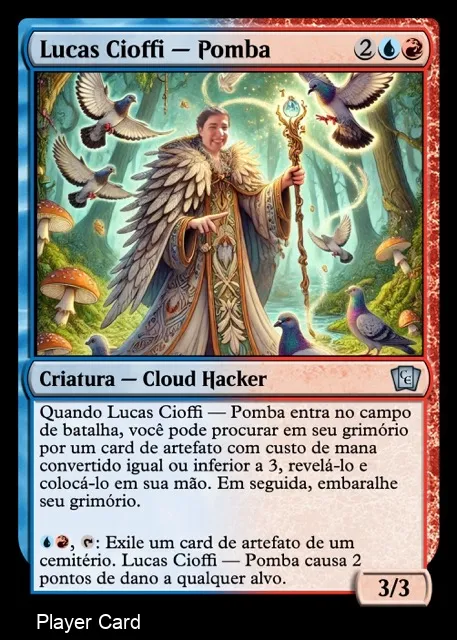 Lucas Cioffi — Pomba 2
Criatura — Cloud Hacker
Quando Lucas Cioffi — Pomba entra no campo
de batalha, você pode procurar em seu grimório
por um card de artefato com custo de mana
convertido igual ou inferior a 3, revelá-lo e
colocá-lo em sua mão. Em seguida, embaralhe
seu grimório.
, : Exile um card de artefato de um
cemitério. Lucas Cioffi — Pomba causa 2
pontos de dano a qualquer alvo.
3/3
Player Card